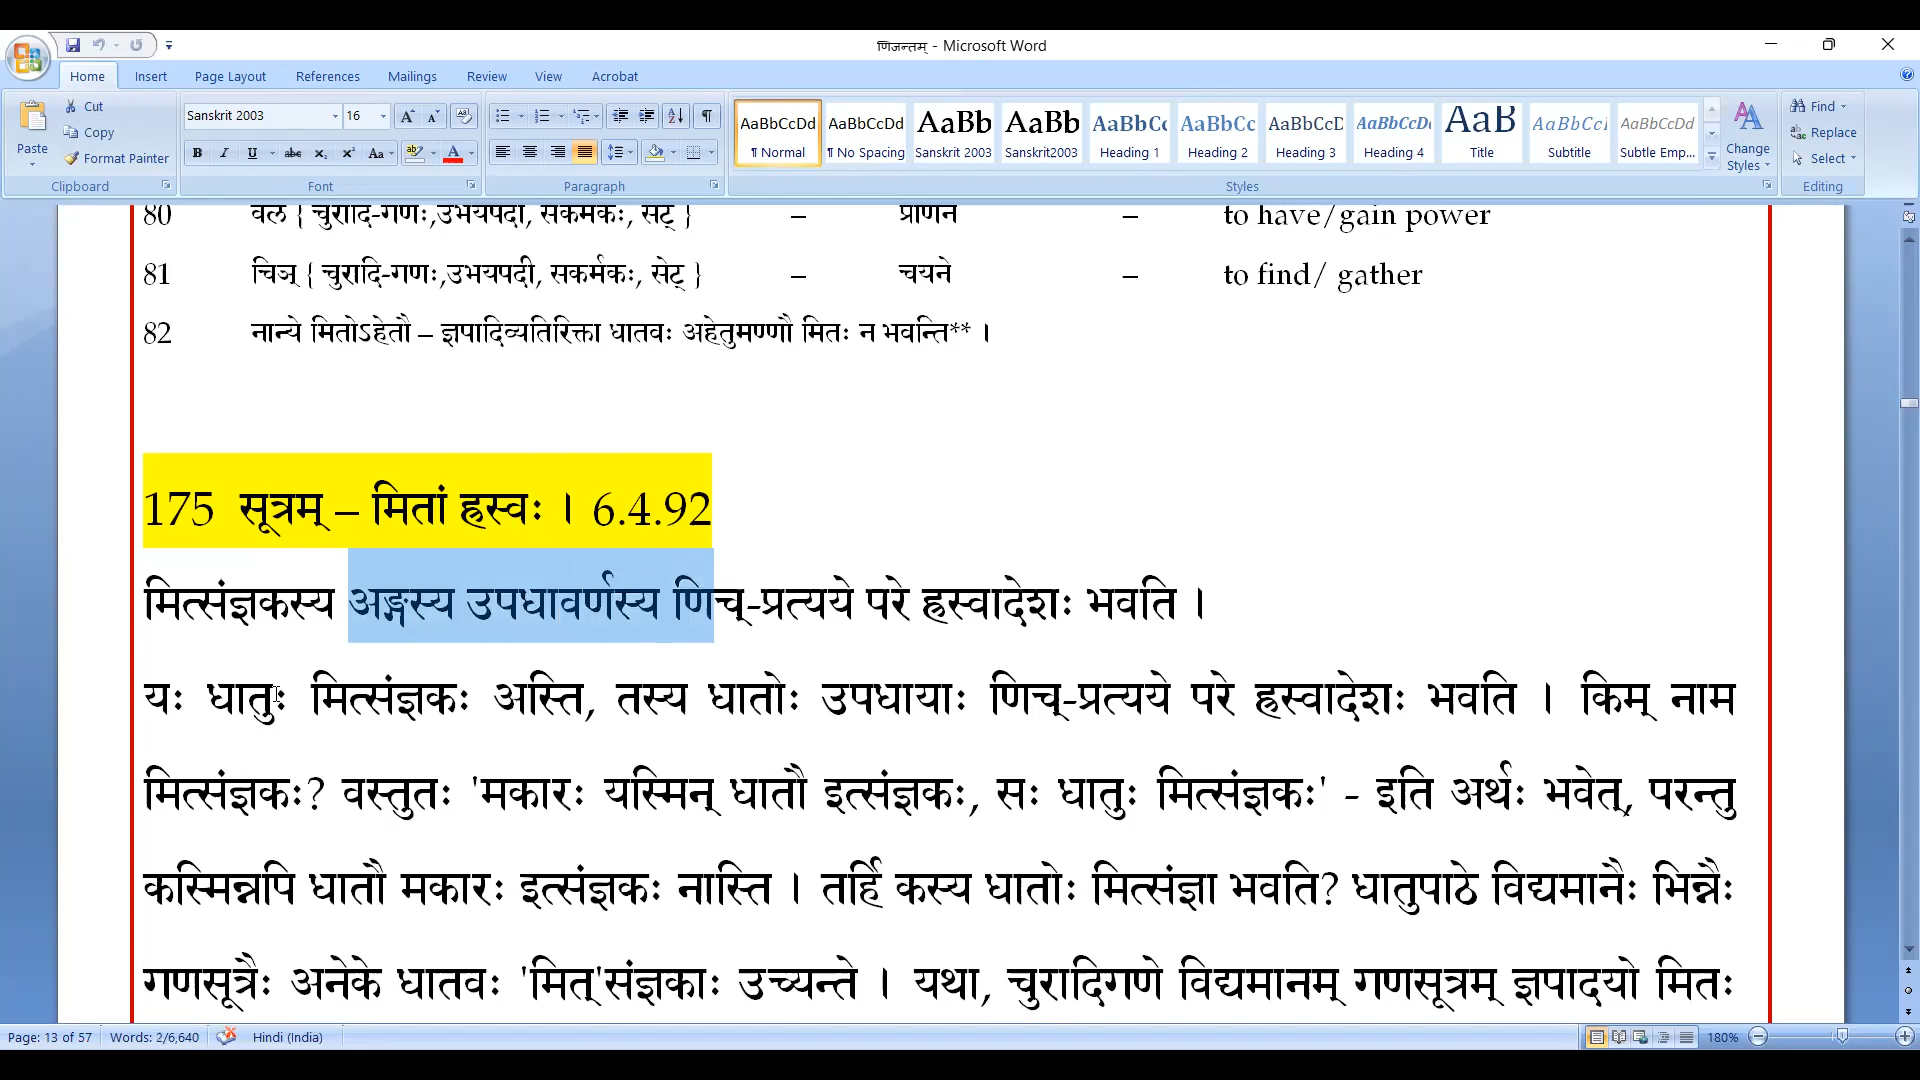 णिजन्तम् - Microsoft Word
Home Insert Page Layout References Mailings Review View Acrobat
Paste
Cut
Copy
Format Painter
Clipboard
Sanskrit 2003 16
Font
Paragraph
AaBbCcDd AaBbCcDd AaBb AaBb AaBbCc AaBbCc AaBbCcD AaBbCcDd AaB AaBbCcI AaBbCcDd
¶ Normal ¶ No Spacing Sanskrit 2003 Sanskrit2003 Heading 1 Heading 2 Heading 3 Heading 4 Title Subtitle Subtle Emp...
Change Styles
Styles
Find
Replace
Select
Editing
80 बल { चुरादि-गणः,उभयपदी, सकर्मकः, सेट् } – प्राणने – to have/gain power
81 चिञ् { चुरादि-गणः,उभयपदी, सकर्मकः, सेट् } – चयने – to find/ gather
82 नान्ये मितोऽहेतौ – ज्ञपादिव्यतिरिक्ता धातवः अहेतुमण्णौ मितः न भवन्ति** ।
175 सूत्रम् – मितां ह्रस्वः । 6.4.92
मित्संज्ञकस्य अङ्गस्य उपधावर्णस्य णिच्-प्रत्यये परे ह्रस्वादेशः भवति ।
यः धातुः मित्संज्ञकः अस्ति, तस्य धातोः उपधायाः णिच्-प्रत्यये परे ह्रस्वादेशः भवति । किम् नाम
मित्संज्ञकः? वस्तुतः 'मकारः यस्मिन् धातौ इत्संज्ञकः, सः धातुः मित्संज्ञकः' - इति अर्थः भवेत्, परन्तु
कस्मिन्नपि धातौ मकारः इत्संज्ञकः नास्ति । तर्हि कस्य धातोः मित्संज्ञा भवति? धातुपाठे विद्यमानैः भिन्नैः
गणसूत्रैः अनेके धातवः 'मित्'संज्ञकाः उच्यन्ते । यथा, चुरादिगणे विद्यमानम् गणसूत्रम् ज्ञपादयो मितः
Page: 13 of 57 Words: 2/6,640 Hindi (India) 180%